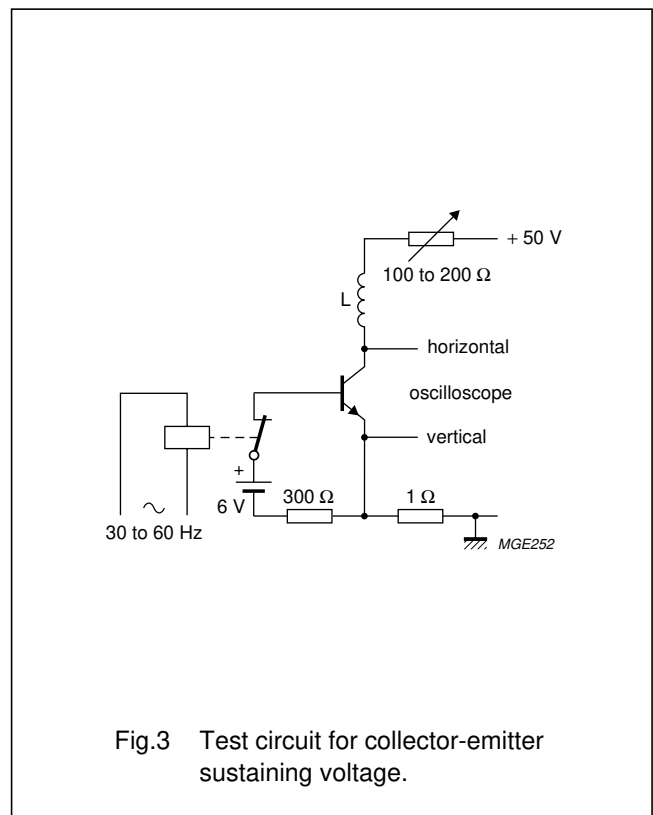 + 50 V
100 to 200 Ω
L
horizontal
oscilloscope
vertical
+
6 V
300 Ω
1 Ω
30 to 60 Hz
MGE252
Fig.3 Test circuit for collector-emitter
sustaining voltage.